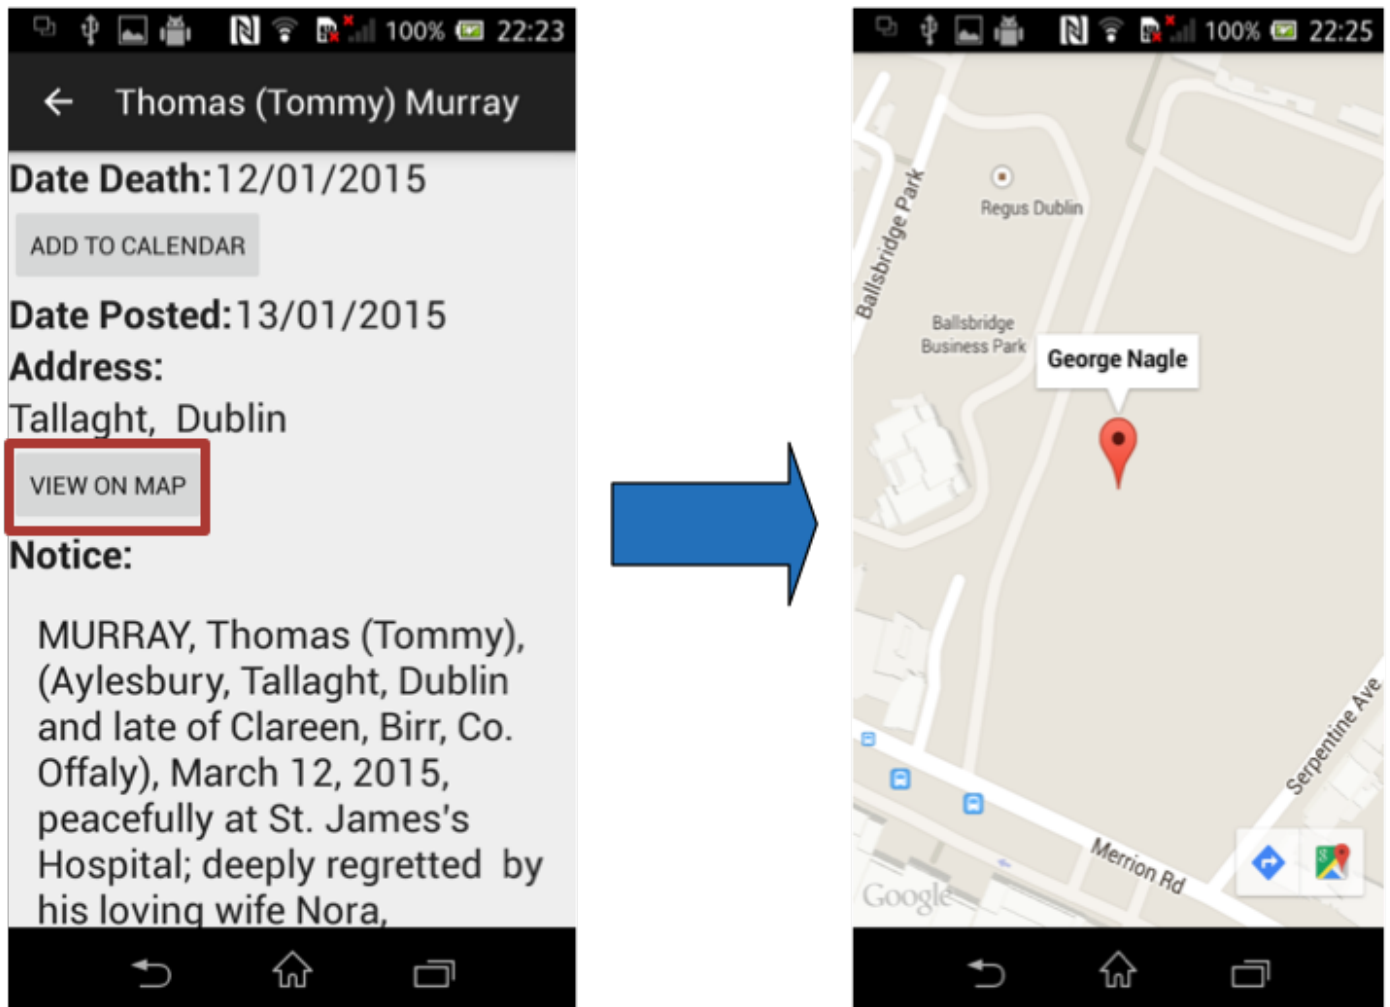 100% 22:23
Thomas (Tommy) Murray
Date Death:12/01/2015
ADD TO CALENDAR
Date Posted:13/01/2015
Address:
Tallaght,  Dublin
VIEW ON MAP
Notice:
MURRAY, Thomas (Tommy),
(Aylesbury, Tallaght, Dublin
and late of Clareen, Birr, Co.
Offaly), March 12, 2015,
peacefully at St. James's
Hospital; deeply regretted  by
his loving wife Nora,
100% 22:25
Ballsbridge Park
Regus Dublin
Ballsbridge
Business Park
George Nagle
Serpentine Ave
Merrion Rd
Google